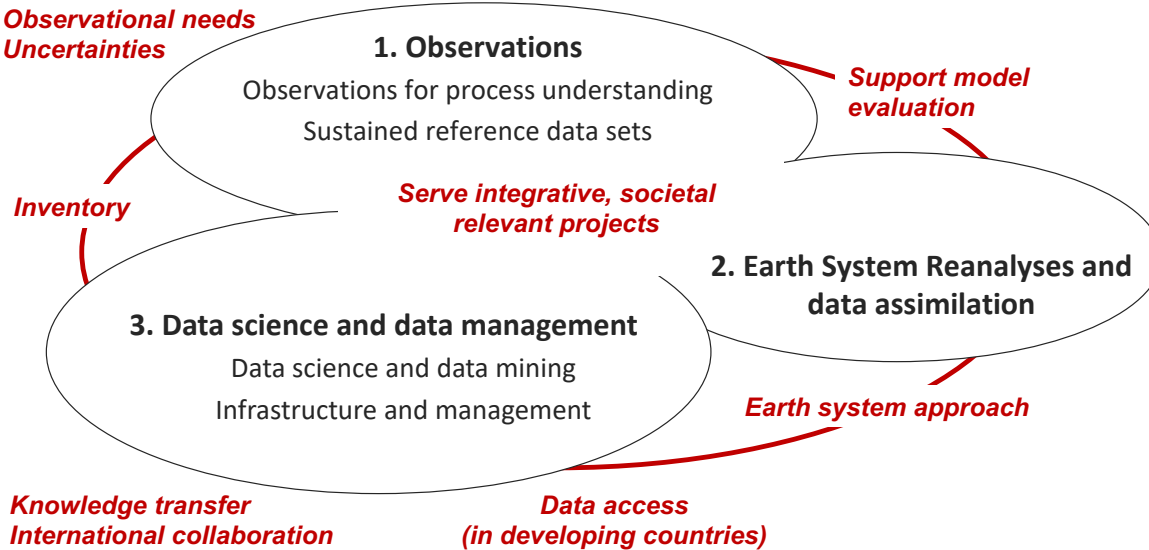 Observational needs
Uncertainties
1. Observations
Observations for process understanding
Sustained reference data sets
Support model
evaluation
Inventory
Serve integrative, societal
relevant projects
2. Earth System Reanalyses and
data assimilation
3. Data science and data management
Data science and data mining
Infrastructure and management
Earth system approach
Knowledge transfer
International collaboration
Data access
(in developing countries)